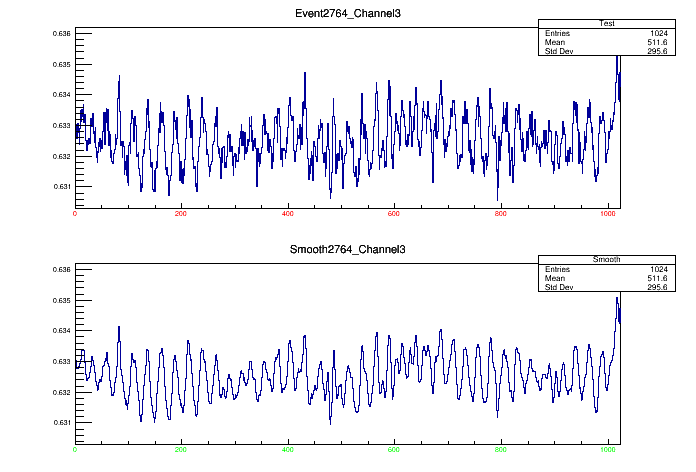 Event2764_Channel3
Test
Entries 1024
Mean 511.6
Std Dev 295.6
0.636
0.635
0.634
0.633
0.632
0.631
0 200 400 600 800 1000
Smooth2764_Channel3
Smooth
Entries 1024
Mean 511.6
Std Dev 295.6
0.636
0.635
0.634
0.633
0.632
0.631
0 200 400 600 800 1000